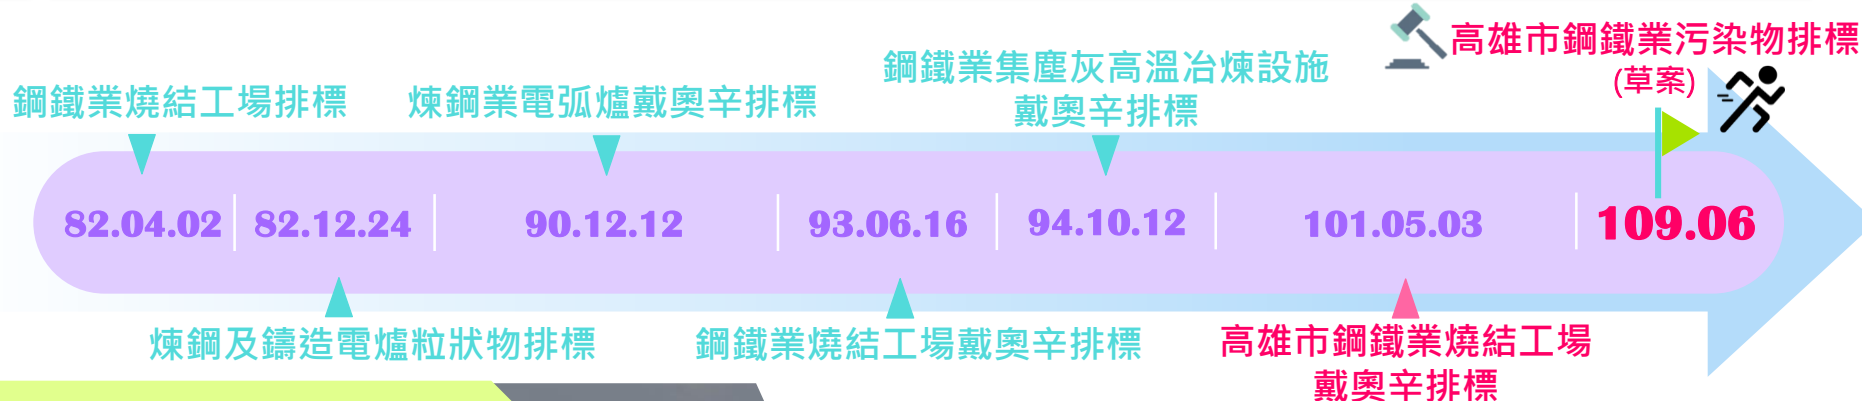 高雄市鋼鐵業污染物排標
(草案)
鋼鐵業集塵灰高溫冶煉設施
戴奧辛排標
鋼鐵業燒結工場排標
煉鋼業電弧爐戴奧辛排標
82.04.02
82.12.24
90.12.12
93.06.16
94.10.12
101.05.03
109.06
煉鋼及鑄造電爐粒狀物排標
鋼鐵業燒結工場戴奧辛排標
高雄市鋼鐵業燒結工場
戴奧辛排標